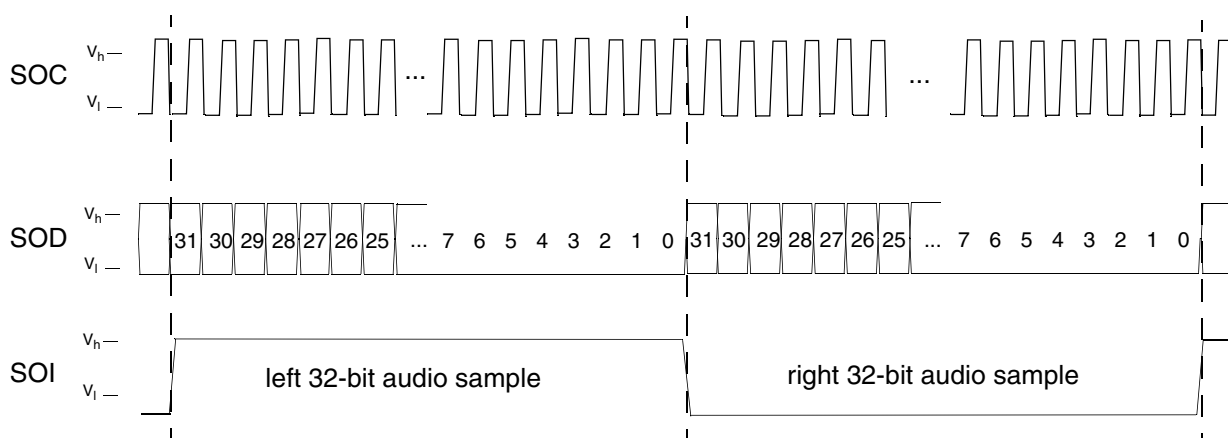 SOC
Vh
Vl
... ...
SOD
Vh
Vl
31 30 29 28 27 26 25 ... 7 6 5 4 3 2 1 0 31 30 29 28 27 26 25 ... 7 6 5 4 3 2 1 0
SOI
Vh
Vl
left 32-bit audio sample
right 32-bit audio sample